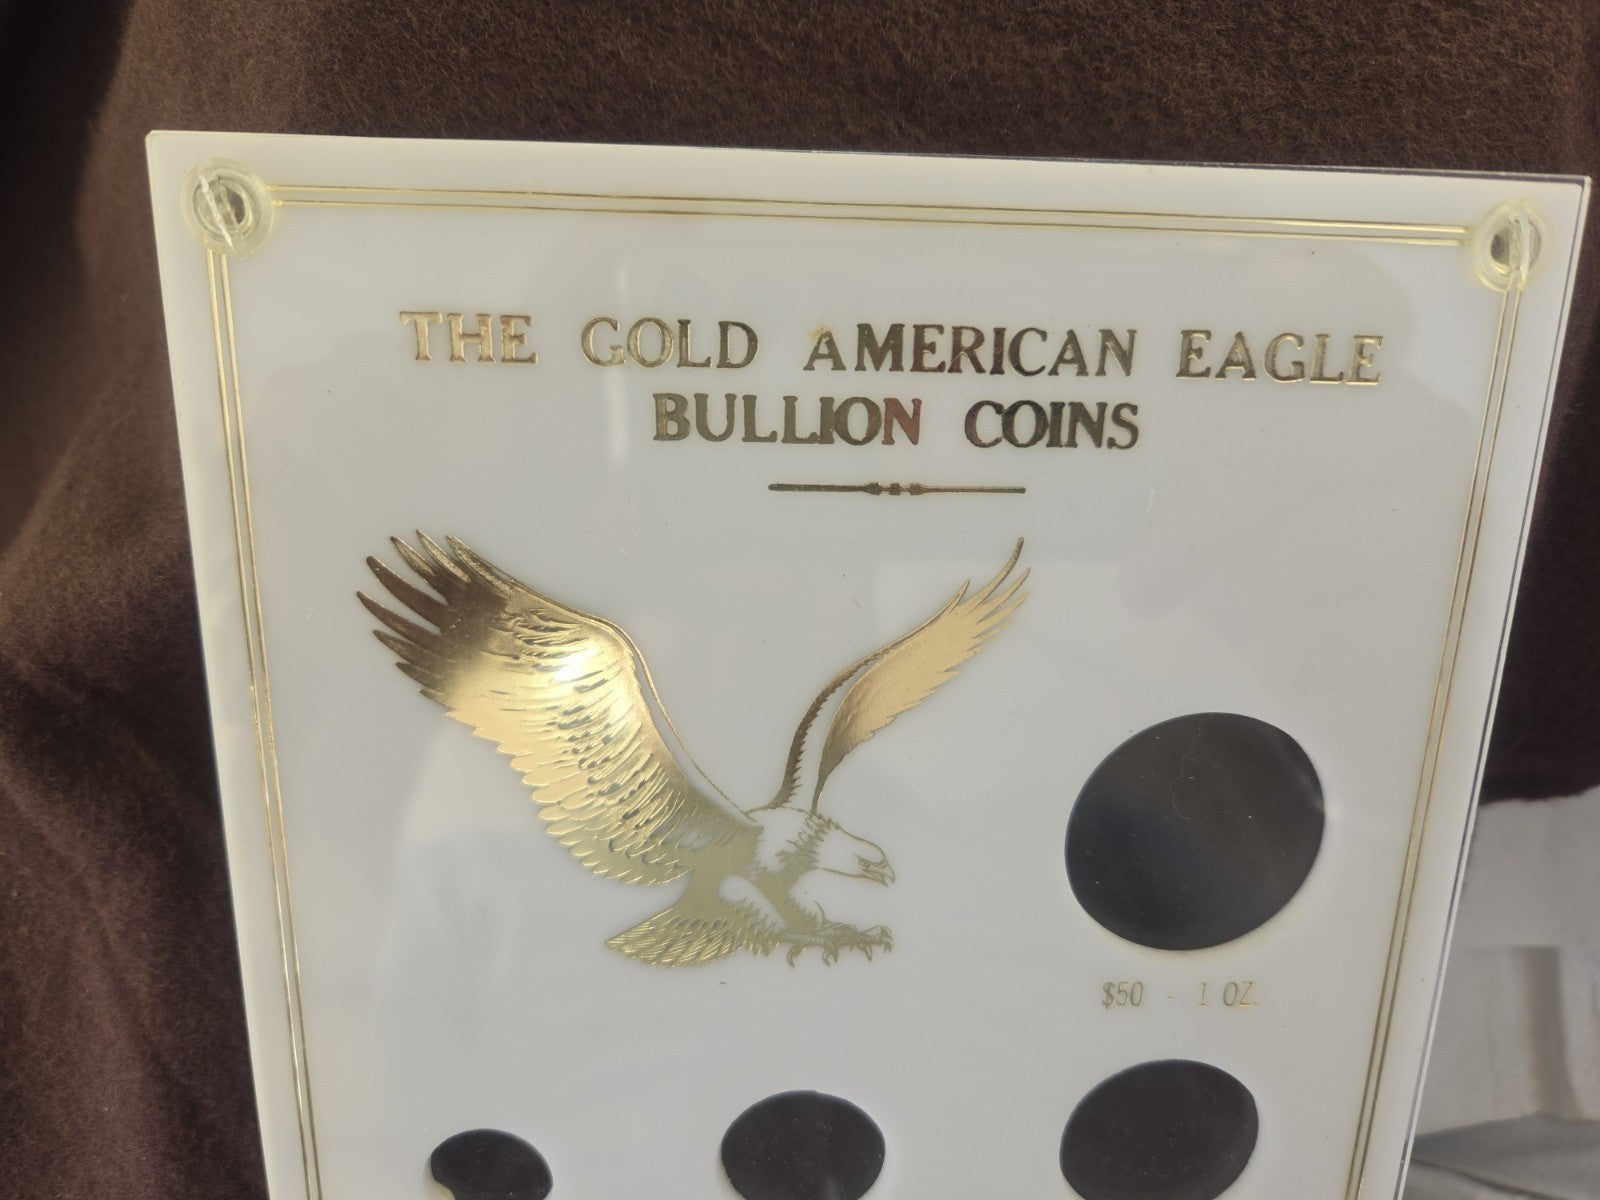 THE GOLD AMERICAN EAGLE
BULLION COINS
$50 - 1 OZ.